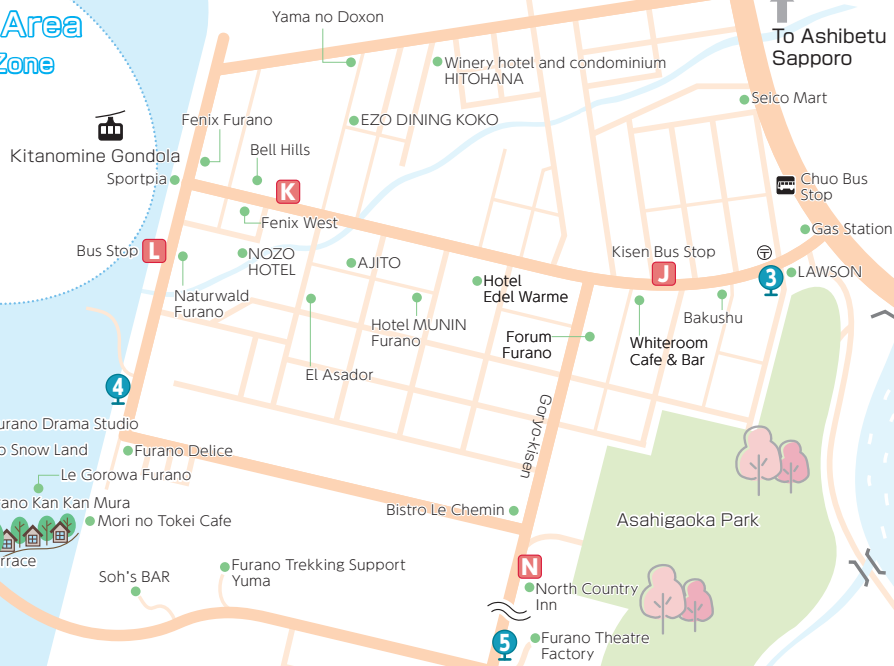 Area
Zone
Yama no Doxon
To Ashibetu
Sapporo
Winery hotel and condominium
HITOHANA
Seico Mart
Fenix Furano
EZO DINING KOKO
Kitanomine Gondola
Bell Hills
Sportpia
K
Chuo Bus
Stop
Fenix West
Gas Station
Bus Stop
L
NOZO
HOTEL
AJITO
Kisen Bus Stop
J
〒
3
LAWSON
Naturwald
Furano
Hotel
Edel Warme
Hotel MUNIN
Furano
Bakushu
Forum
Furano
Whiteroom
Cafe & Bar
El Asador
4
urano Drama Studio
Goryo-kisen
o Snow Land
Furano Delice
Le Gorowa Furano
ano Kan Kan Mura
Bistro Le Chemin
Mori no Tokei Cafe
Asahigaoka Park
rrace
Soh's BAR
Furano Trekking Support
Yuma
N
North Country
Inn
5
Furano Theatre
Factory